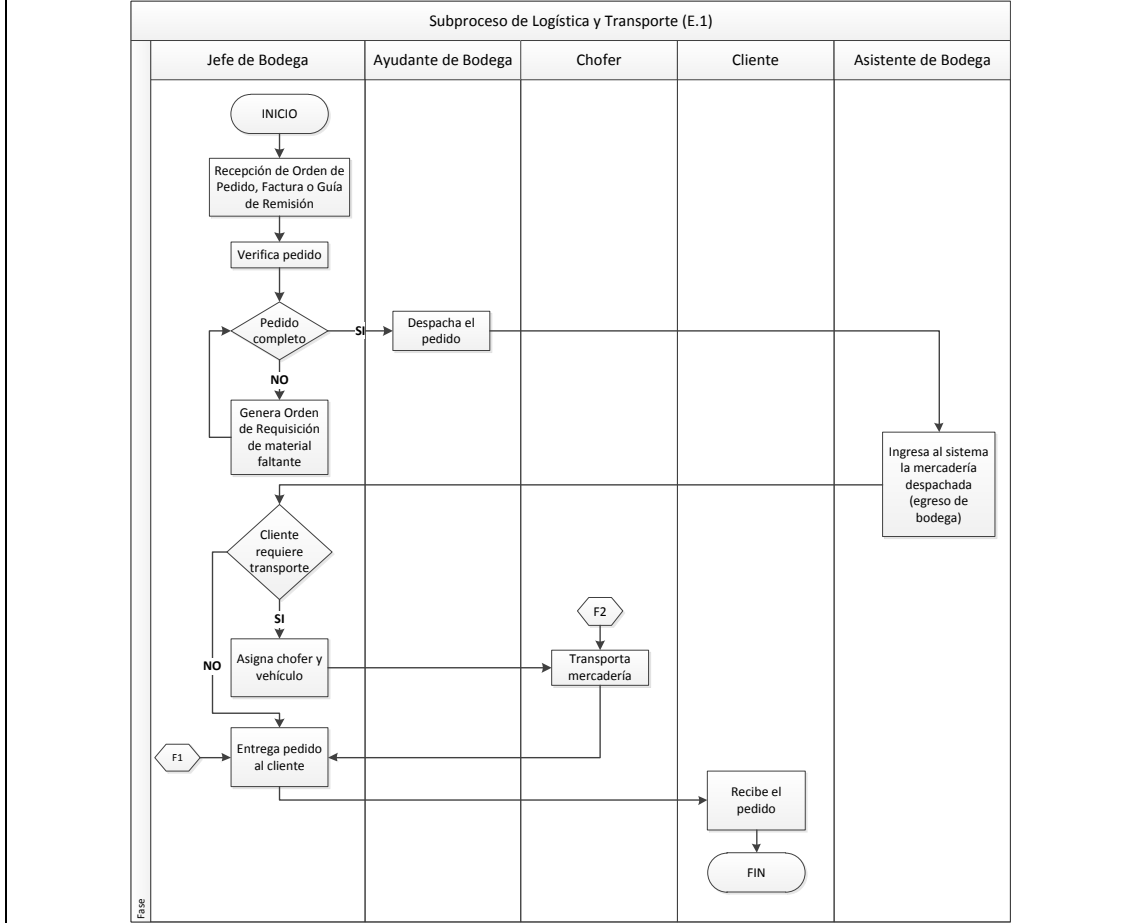 Subproceso de Logística y Transporte (E.1)
Jefe de Bodega
Ayudante de Bodega
Chofer
Cliente
Asistente de Bodega
INICIO
Recepción de Orden de
Pedido, Factura o Guía
de Remisión
Verifica pedido
Pedido
completo
SI
Despacha el
pedido
NO
Genera Orden
de Requisición
de material
faltante
Ingresa al sistema
la mercadería
despachada
(egreso de
bodega)
Cliente
requiere
transporte
SI
NO
Asigna chofer y
vehículo
F2
Transporta
mercadería
F1
Entrega pedido
al cliente
Recibe el
pedido
FIN
Fase